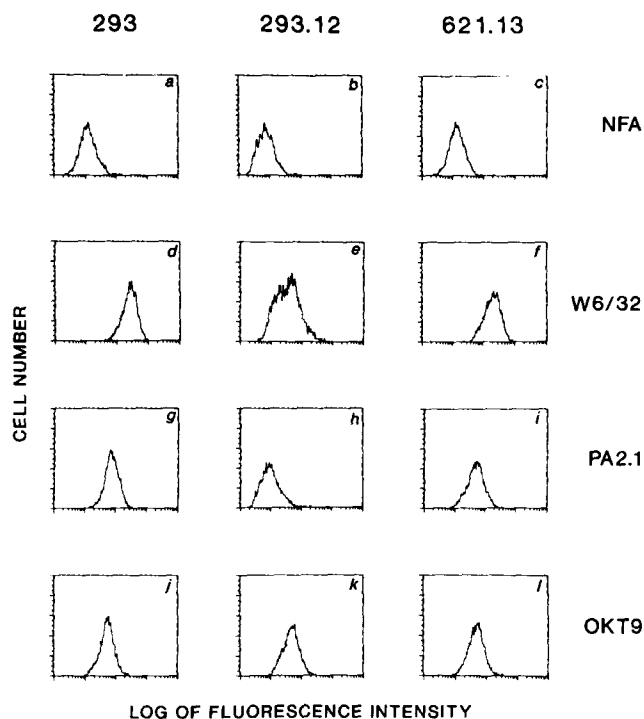 293 293.12 621.13
a b c NFA
d e f W6/32
CELL NUMBER
g h i PA2.1
j k l OKT9
LOG OF FLUORESCENCE INTENSITY